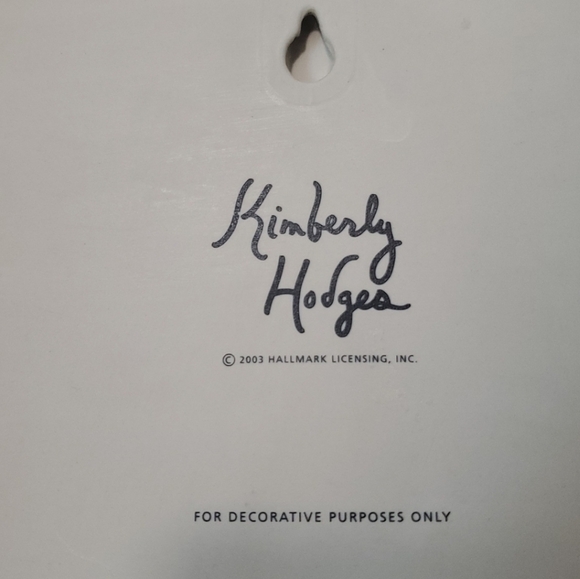 Kimberly
Hodges
© 2003 HALLMARK LICENSING, INC.
FOR DECORATIVE PURPOSES ONLY